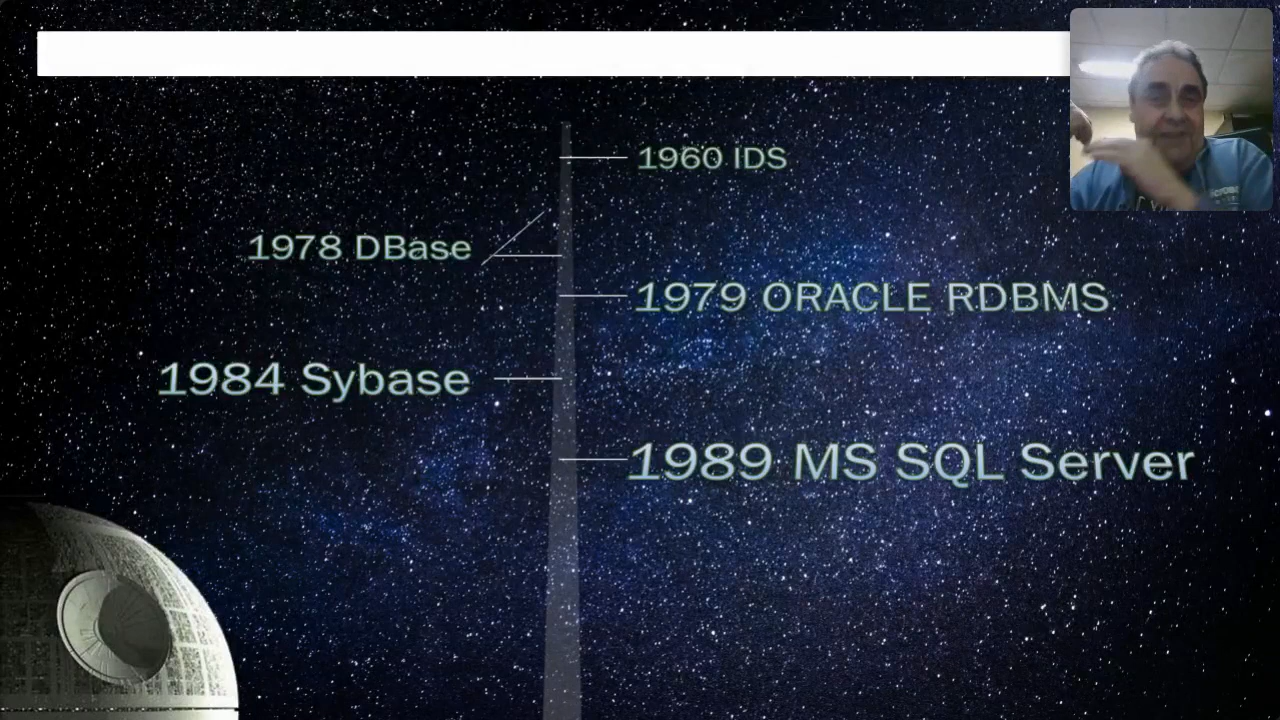 1960 IDS
1978 DBase
1979 ORACLE RDBMS
1984 Sybase
1989 MS SQL Server